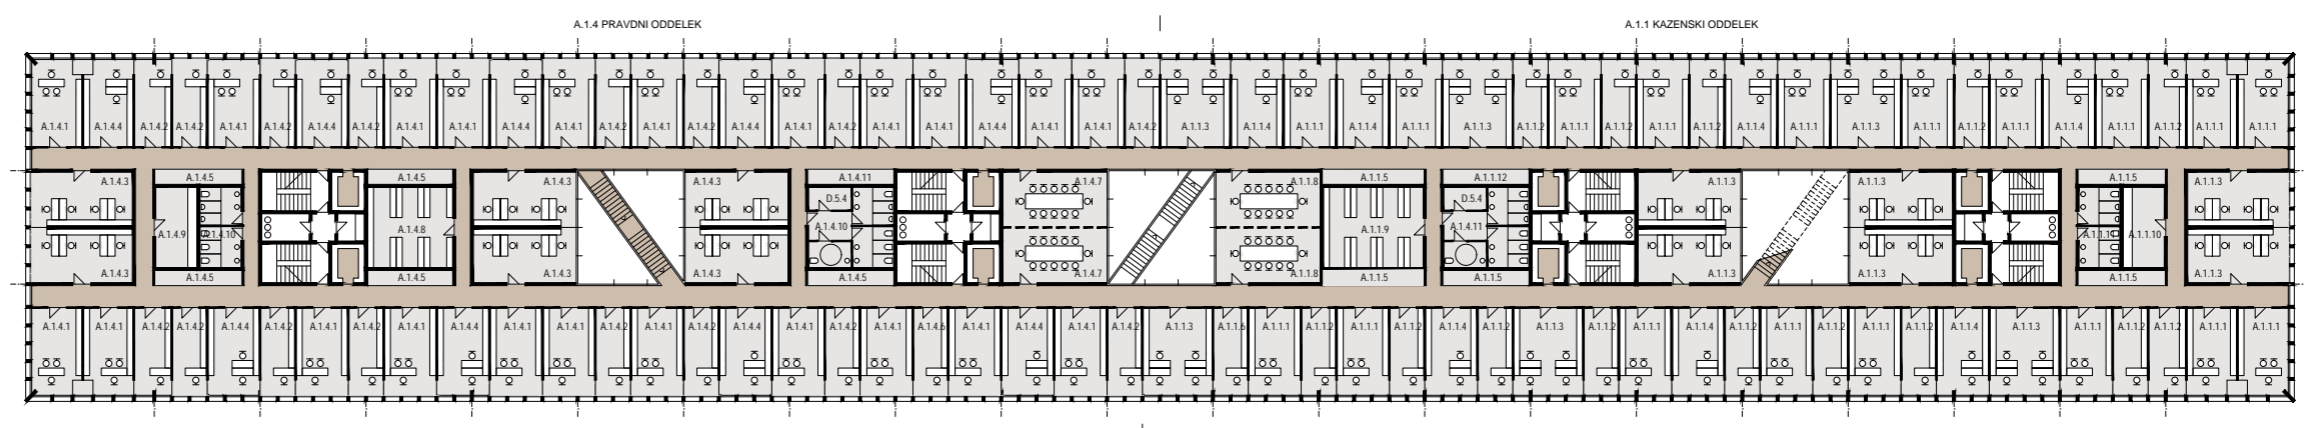 A.1.4 PRAVDNI ODDELEK
A.1.1 KAZENSKI ODDELEK
A.1.4.1 A.1.4.4 A.1.4.2 A.1.4.2 A.1.4.1 A.1.4.2 A.1.4.4 A.1.4.2 A.1.4.1 A.1.4.1 A.1.4.4 A.1.4.1 A.1.4.2 A.1.4.1 A.1.4.4 A.1.4.1 A.1.4.2 A.1.4.1 A.1.4.1 A.1.4.4 A.1.4.1 A.1.4.1 A.1.4.2 A.1.1.3 A.1.1.4 A.1.1.1 A.1.1.4 A.1.1.1 A.1.1.3 A.1.1.2 A.1.1.1 A.1.1.2 A.1.1.1 A.1.1.2 A.1.1.4 A.1.1.1 A.1.1.3 A.1.1.1 A.1.1.2 A.1.1.1 A.1.1.4 A.1.1.1 A.1.1.2 A.1.1.1 A.1.1.1
A.1.4.3 A.1.4.5 A.1.4.5 A.1.4.3 A.1.4.3 A.1.4.11 A.1.4.7 A.1.1.8 A.1.1.5 A.1.1.12 A.1.1.3 A.1.1.3 A.1.1.5 A.1.1.3
D.5.4 D.5.4
A.1.4.9 A.1.4.10 A.1.4.8 A.1.4.10 A.1.1.9 A.1.4.11 A.1.1.10
A.1.4.3 A.1.4.5 A.1.4.5 A.1.4.3 A.1.4.3 A.1.4.5 A.1.4.7 A.1.1.8 A.1.1.5 A.1.1.5 A.1.1.3 A.1.1.3 A.1.1.5 A.1.1.3
A.1.4.1 A.1.4.1 A.1.4.2 A.1.4.2 A.1.4.4 A.1.4.2 A.1.4.1 A.1.4.2 A.1.4.1 A.1.4.4 A.1.4.1 A.1.4.1 A.1.4.2 A.1.4.1 A.1.4.2 A.1.4.4 A.1.4.1 A.1.4.2 A.1.4.1 A.1.4.6 A.1.4.1 A.1.4.4 A.1.4.1 A.1.4.2 A.1.1.3 A.1.1.6 A.1.1.1 A.1.1.2 A.1.1.1 A.1.1.2 A.1.1.4 A.1.1.2 A.1.1.3 A.1.1.2 A.1.1.1 A.1.1.4 A.1.1.2 A.1.1.1 A.1.1.2 A.1.1.1 A.1.1.2 A.1.1.4 A.1.1.3 A.1.1.1 A.1.1.2 A.1.1.2 A.1.1.1 A.1.1.1